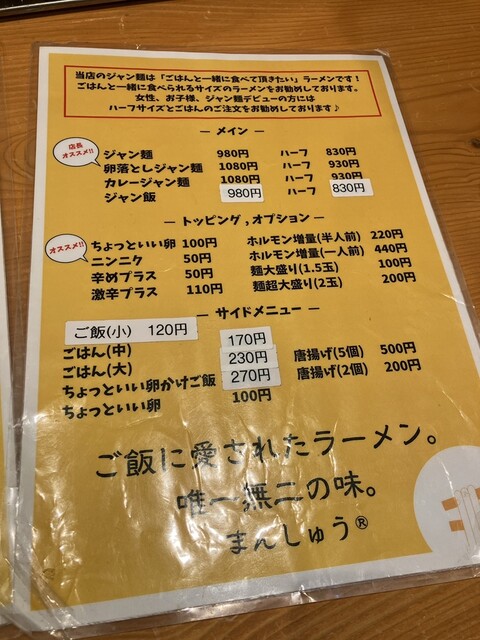 当店のジャン麺は「ごはんと一緒に食べて頂きたい」ラーメンです!
ごはんと一緒に食べられるサイズのラーメンをお勧めしております。
女性、お子様、ジャン麺デビューの方には
ハーフサイズとごはんのご注文をお勧めしております♪
— メイン —
店長
オススメ!!
ジャン麺 980円 ハーフ 830円
卵落としジャン麺 1080円 ハーフ 930円
カレージャン麺 1080円 ハーフ 930円
ジャン飯 980円 ハーフ 830円
— トッピング , オプション —
オススメ!!
ちょっといい卵 100円 ホルモン増量(半人前) 220円
ニンニク 50円 ホルモン増量(一人前) 440円
辛めプラス 50円 麺大盛り(1.5玉) 100円
激辛プラス 110円 麺超大盛り(2玉) 200円
— サイドメニュー —
ご飯(小) 120円
ごはん(中) 170円
ごはん(大) 230円 唐揚げ(5個) 500円
ちょっといい卵かけご飯 270円 唐揚げ(2個) 200円
ちょっといい卵 100円
ご飯に愛されたラーメン。
唯一無二の味。
まんしゅう®